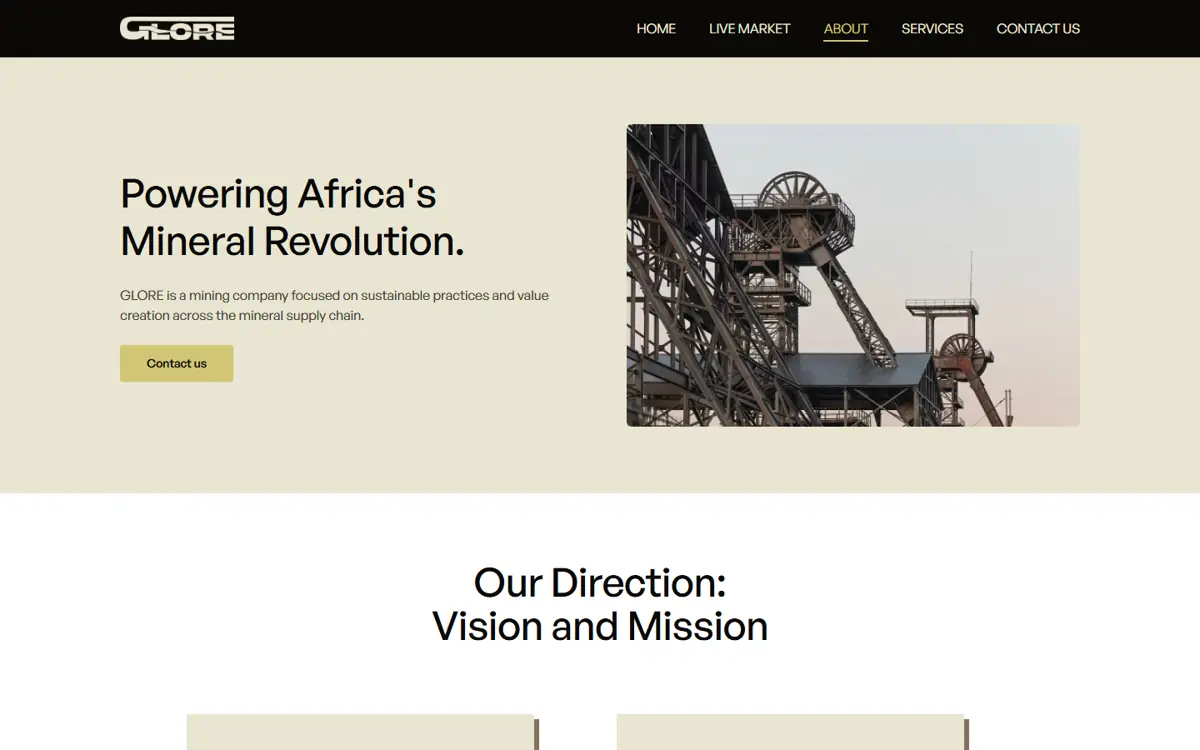 GLORE
HOME
LIVE MARKET
ABOUT
SERVICES
CONTACT US
Powering Africa's
Mineral Revolution.
GLORE is a mining company focused on sustainable practices and value
creation across the mineral supply chain.
Contact us
Our Direction:
Vision and Mission